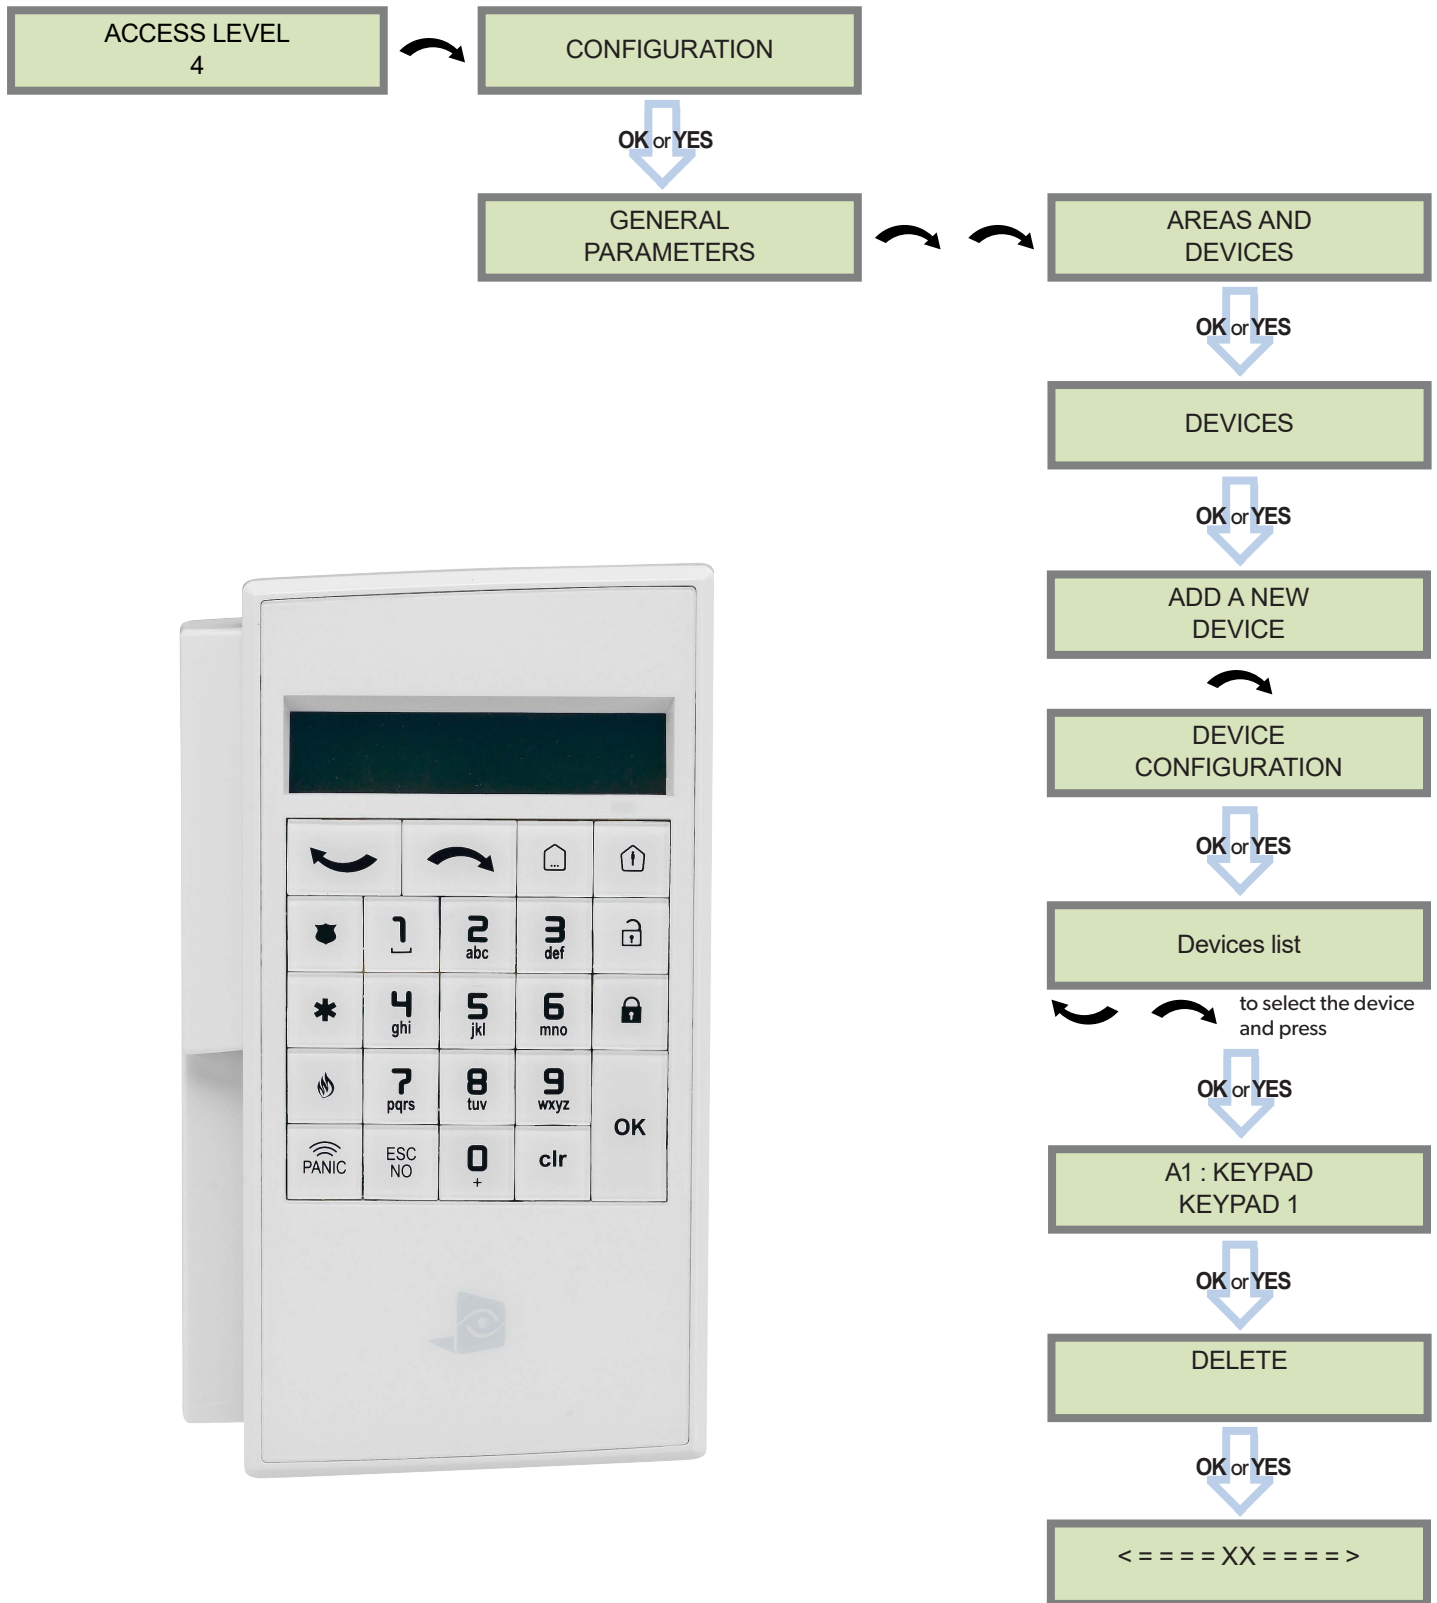 ACCESS LEVEL
4
CONFIGURATION
OK or YES
GENERAL
PARAMETERS
AREAS AND
DEVICES
OK or YES
DEVICES
OK or YES
ADD A NEW
DEVICE
DEVICE
CONFIGURATION
OK or YES
Devices list
to select the device
and press
OK or YES
A1 : KEYPAD
KEYPAD 1
OK or YES
DELETE
OK or YES
< = = = = XX = = = = >
1 2 3
abc def
4 5 6
ghi jkl mno
7 8 9
pqrs tuv wxyz
OK
PANIC ESC
NO 0
+ clr